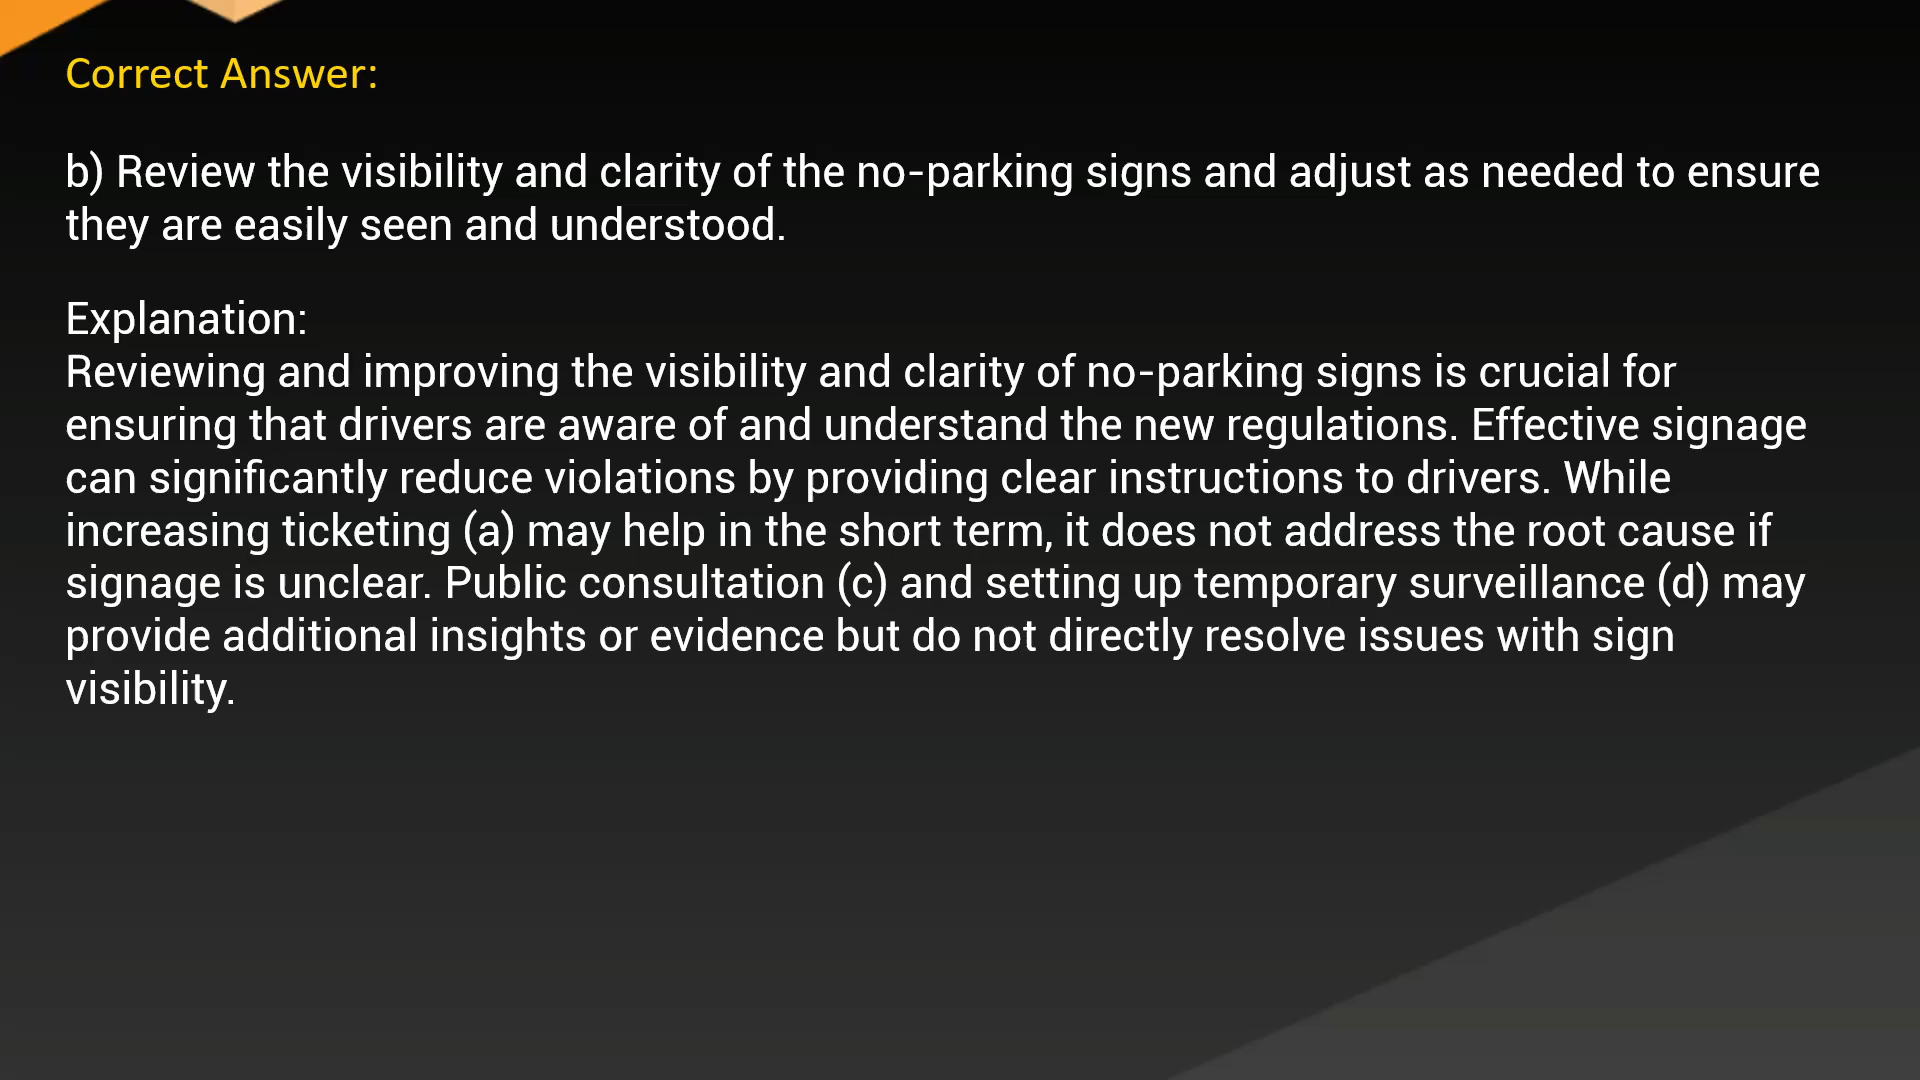 Correct Answer:
b) Review the visibility and clarity of the no-parking signs and adjust as needed to ensure
they are easily seen and understood.
Explanation:
Reviewing and improving the visibility and clarity of no-parking signs is crucial for
ensuring that drivers are aware of and understand the new regulations. Effective signage
can significantly reduce violations by providing clear instructions to drivers. While
increasing ticketing (a) may help in the short term, it does not address the root cause if
signage is unclear. Public consultation (c) and setting up temporary surveillance (d) may
provide additional insights or evidence but do not directly resolve issues with sign
visibility.